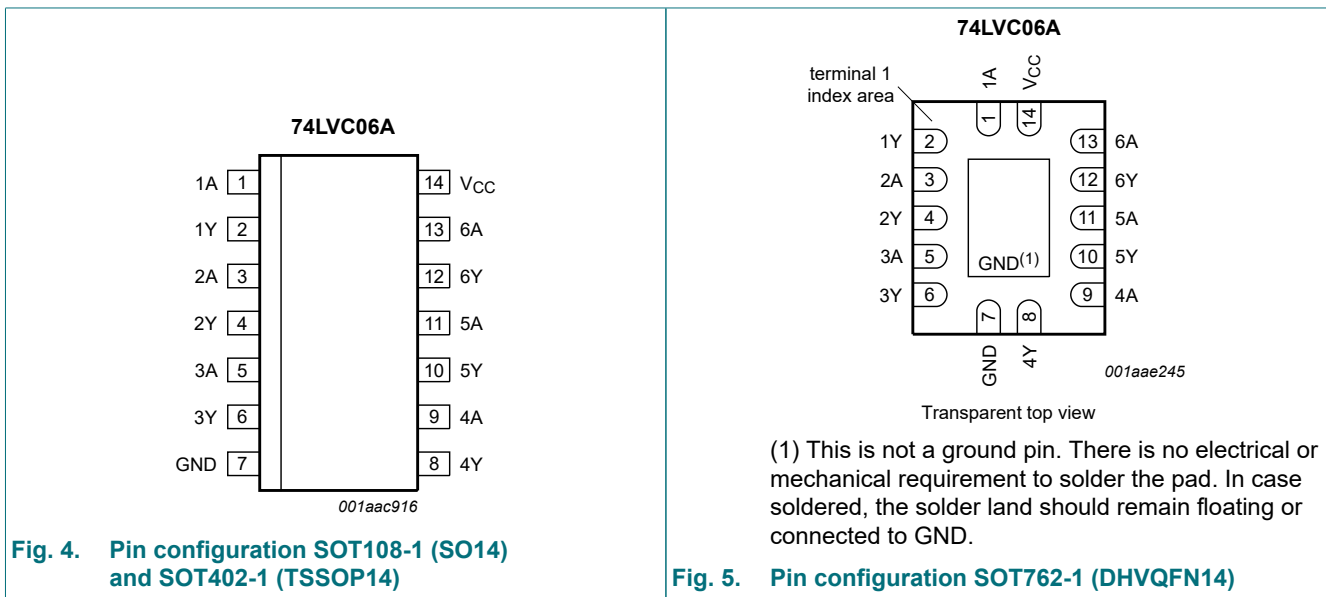 74LVC06A
1A 1 14 VCC
1Y 2 13 6A
2A 3 12 6Y
2Y 4 11 5A
3A 5 10 5Y
3Y 6 9 4A
GND 7 8 4Y
001aac916
Fig. 4. Pin configuration SOT108-1 (SO14)
and SOT402-1 (TSSOP14)
74LVC06A
terminal 1
index area
1A VCC
1 14
1Y 2 13 6A
2A 3 12 6Y
2Y 4 11 5A
3A 5 10 5Y
GND(1)
3Y 6 9 4A
7 8
GND 4Y
001aae245
Transparent top view
(1) This is not a ground pin. There is no electrical or
mechanical requirement to solder the pad. In case
soldered, the solder land should remain floating or
connected to GND.
Fig. 5. Pin configuration SOT762-1 (DHVQFN14)